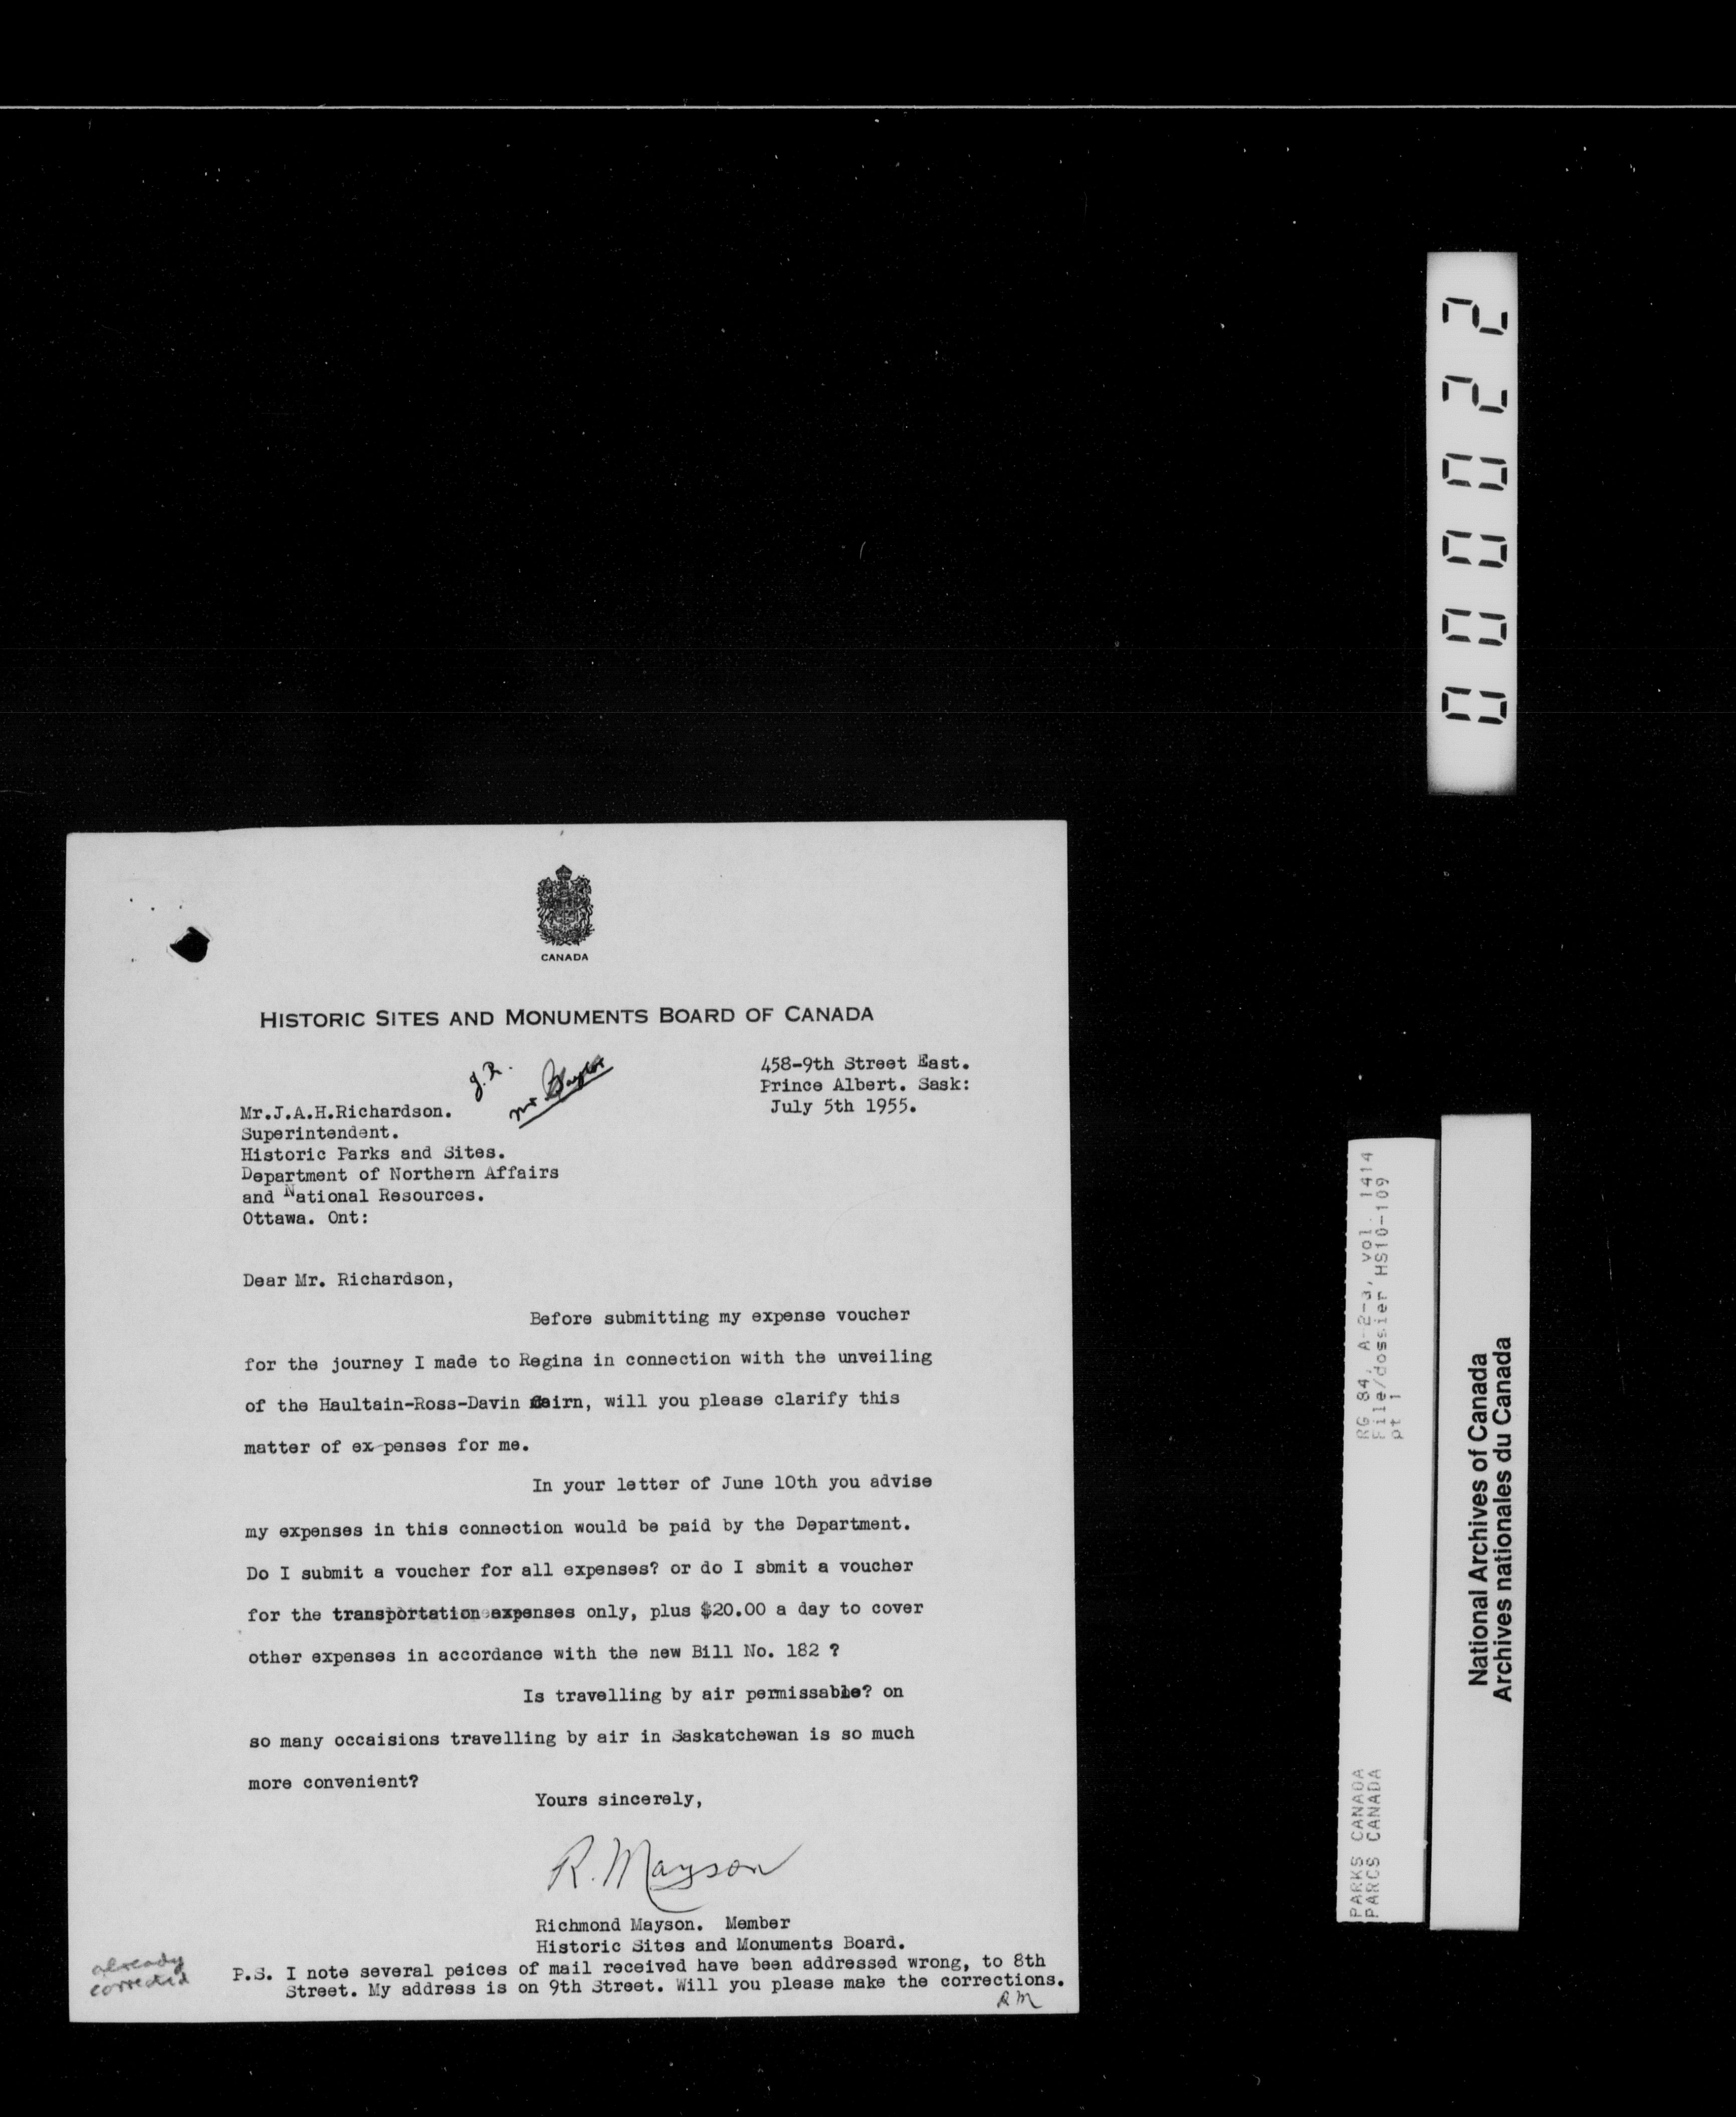 CANADA
HISTORIC SITES AND MONUMENTS BOARD OF CANADA
458-9th Street East.
Prince Albert. Sask:
July 5th 1955.
J.R.
Mr.
Mr.J.A.H.Richardson.
Superintendent.
Historic Parks and Sites.
Department of Northern Affairs
and National Resources.
Ottawa. Ont:
Dear Mr. Richardson,
Before submitting my expense voucher
for the journey I made to Regina in connection with the unveiling
of the Haultain-Ross-Davin Cairn, will you please clarify this
matter of ex penses for me.
In your letter of June 10th you advise
my expenses in this connection would be paid by the Department.
Do I submit a voucher for all expenses? or do I sbmit a voucher
for the transportation expenses only, plus $20.00 a day to cover
other expenses in accordance with the new Bill No. 182 ?
Is travelling by air permissable? on
so many occaisions travelling by air in Saskatchewan is so much
more convenient?
Yours sincerely,
R. Mayson
Richmond Mayson. Member
Historic Sites and Monuments Board.
P.S. I note several peices of mail received have been addressed wrong, to 8th
Street. My address is on 9th Street. Will you please make the corrections.
RM
already
corrected
000022
RG 84, A-2-a, vol. 1414
File/dossier HS10-109
pt 1
PARKS CANADA
PARCS CANADA
National Archives of Canada
Archives nationales du Canada